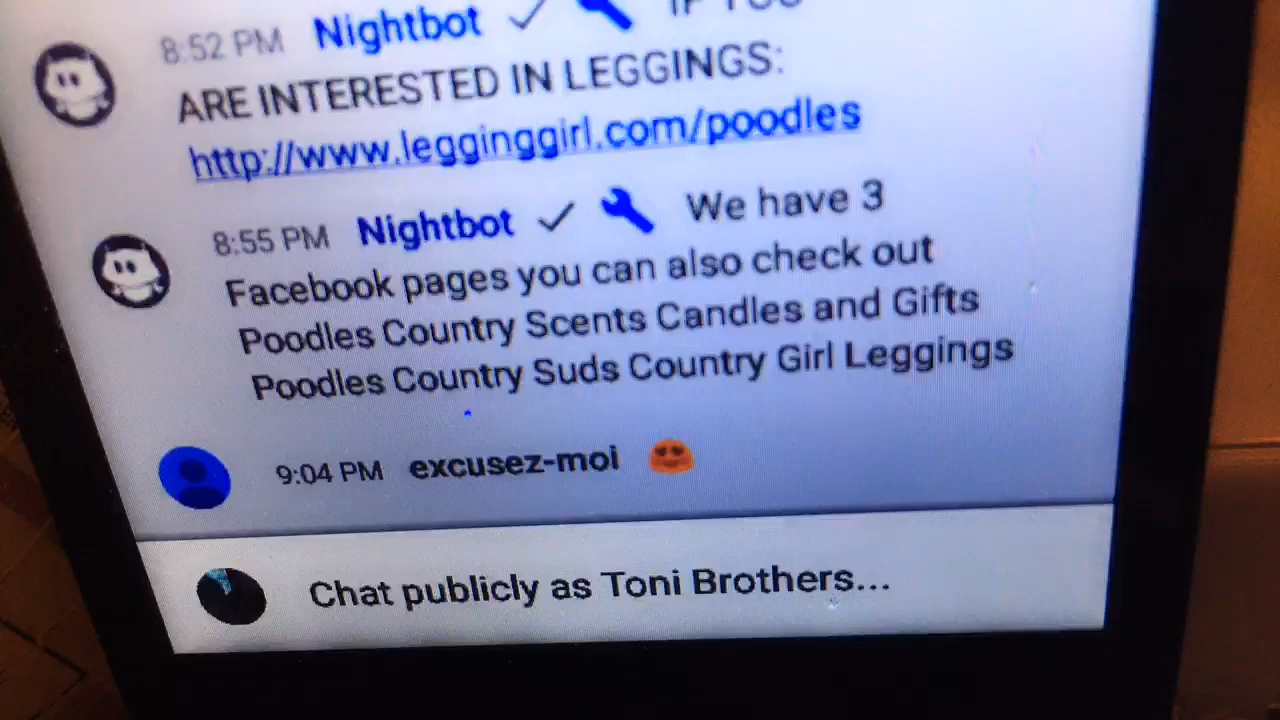 8:52 PM Nightbot IF YOU
ARE INTERESTED IN LEGGINGS:
http://www.legginggirl.com/poodles
8:55 PM Nightbot We have 3
Facebook pages you can also check out
Poodles Country Scents Candles and Gifts
Poodles Country Suds Country Girl Leggings
9:04 PM excusez-moi
Chat publicly as Toni Brothers...